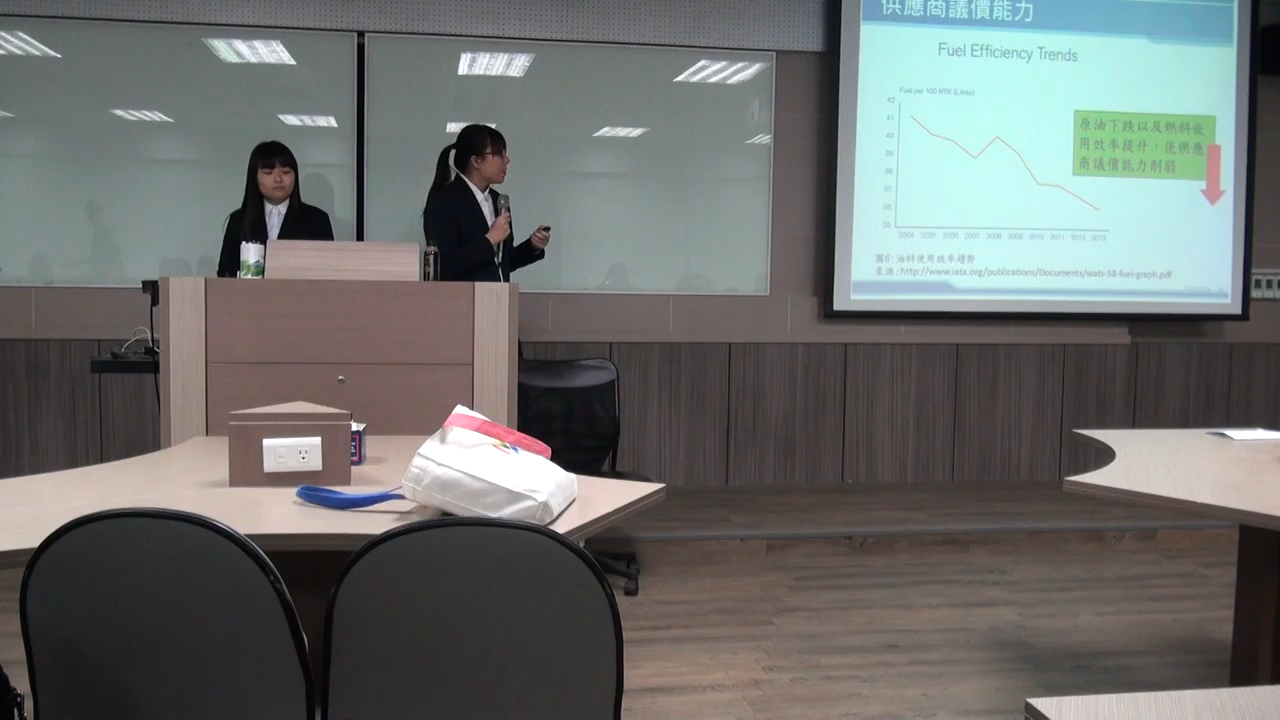 供應商議價能力
Fuel Efficiency Trends
Fuel per 100 RTK (Litres)
42
41
40
39
38
37
36
35
2004 2005 2006 2007 2008 2009 2010 2011 2012 2013
原油下跌以及燃料使
用效率提升，使供應
商議價能力削弱
圖6:油料使用效率趨勢
來源:http://www.iata.org/publications/Documents/wats-58-fuel-graph.pdf